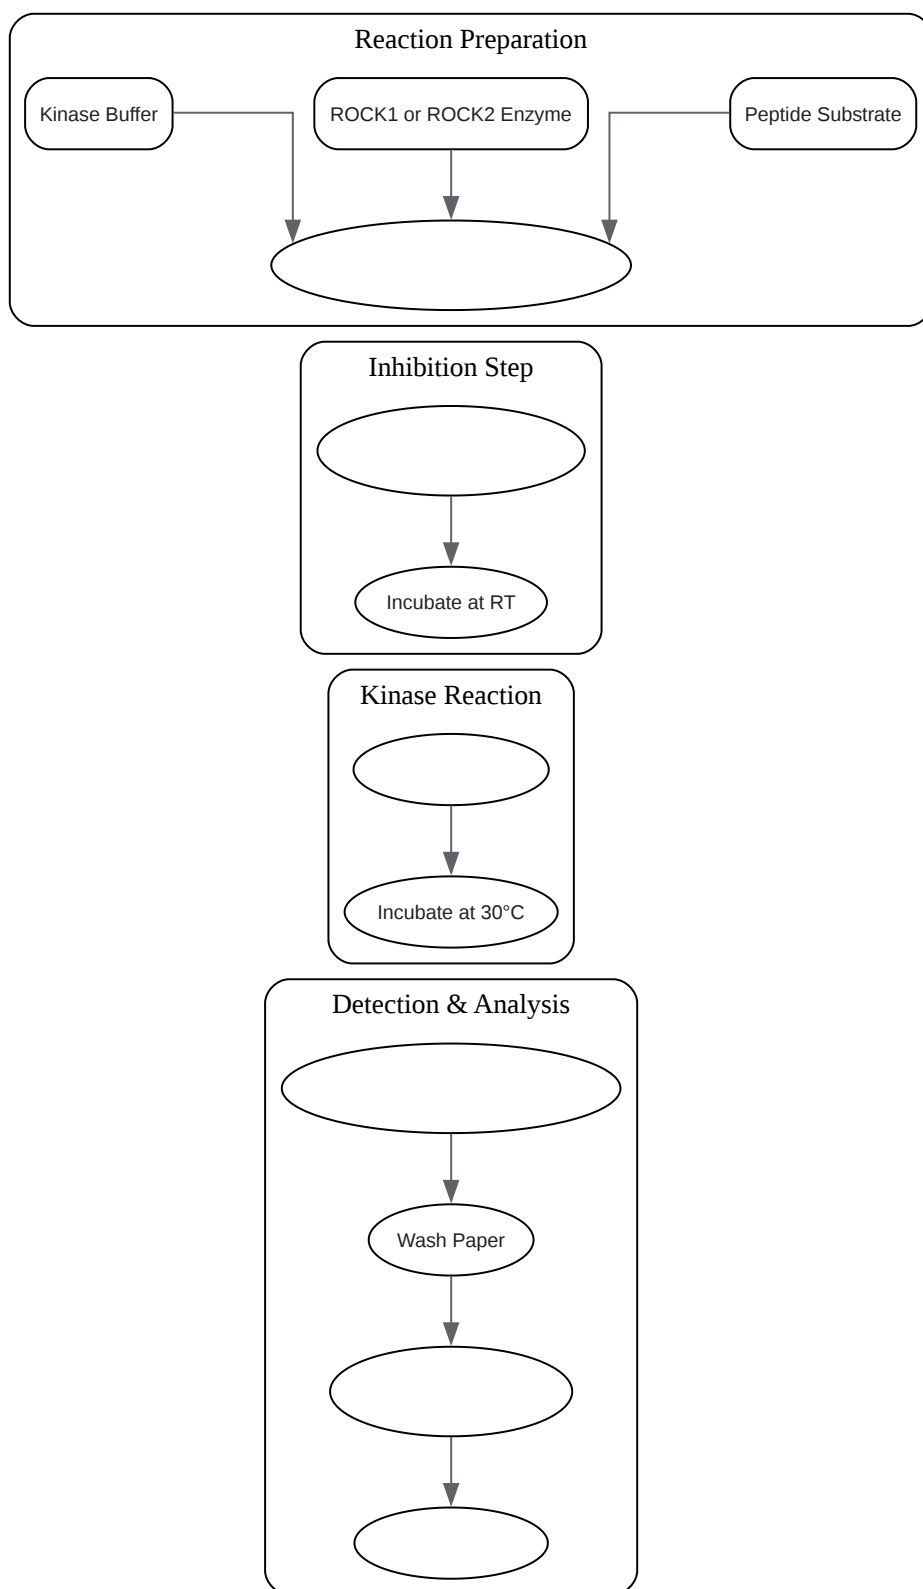 Reaction Preparation
Kinase Buffer
ROCK1 or ROCK2 Enzyme
Peptide Substrate
Inhibition Step
Incubate at RT
Kinase Reaction
Incubate at 30°C
Detection & Analysis
Wash Paper